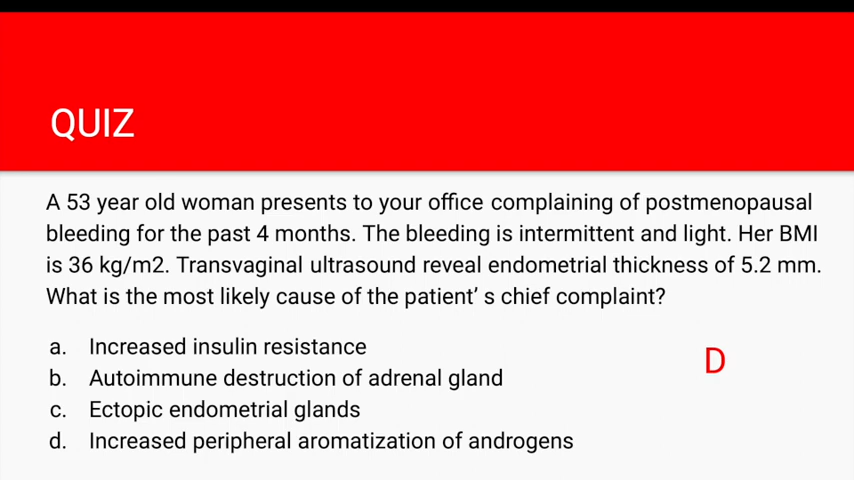 QUIZ
A 53 year old woman presents to your office complaining of postmenopausal
bleeding for the past 4 months. The bleeding is intermittent and light. Her BMI
is 36 kg/m2. Transvaginal ultrasound reveal endometrial thickness of 5.2 mm.
What is the most likely cause of the patient’ s chief complaint?
a. Increased insulin resistance
b. Autoimmune destruction of adrenal gland
c. Ectopic endometrial glands
d. Increased peripheral aromatization of androgens
D